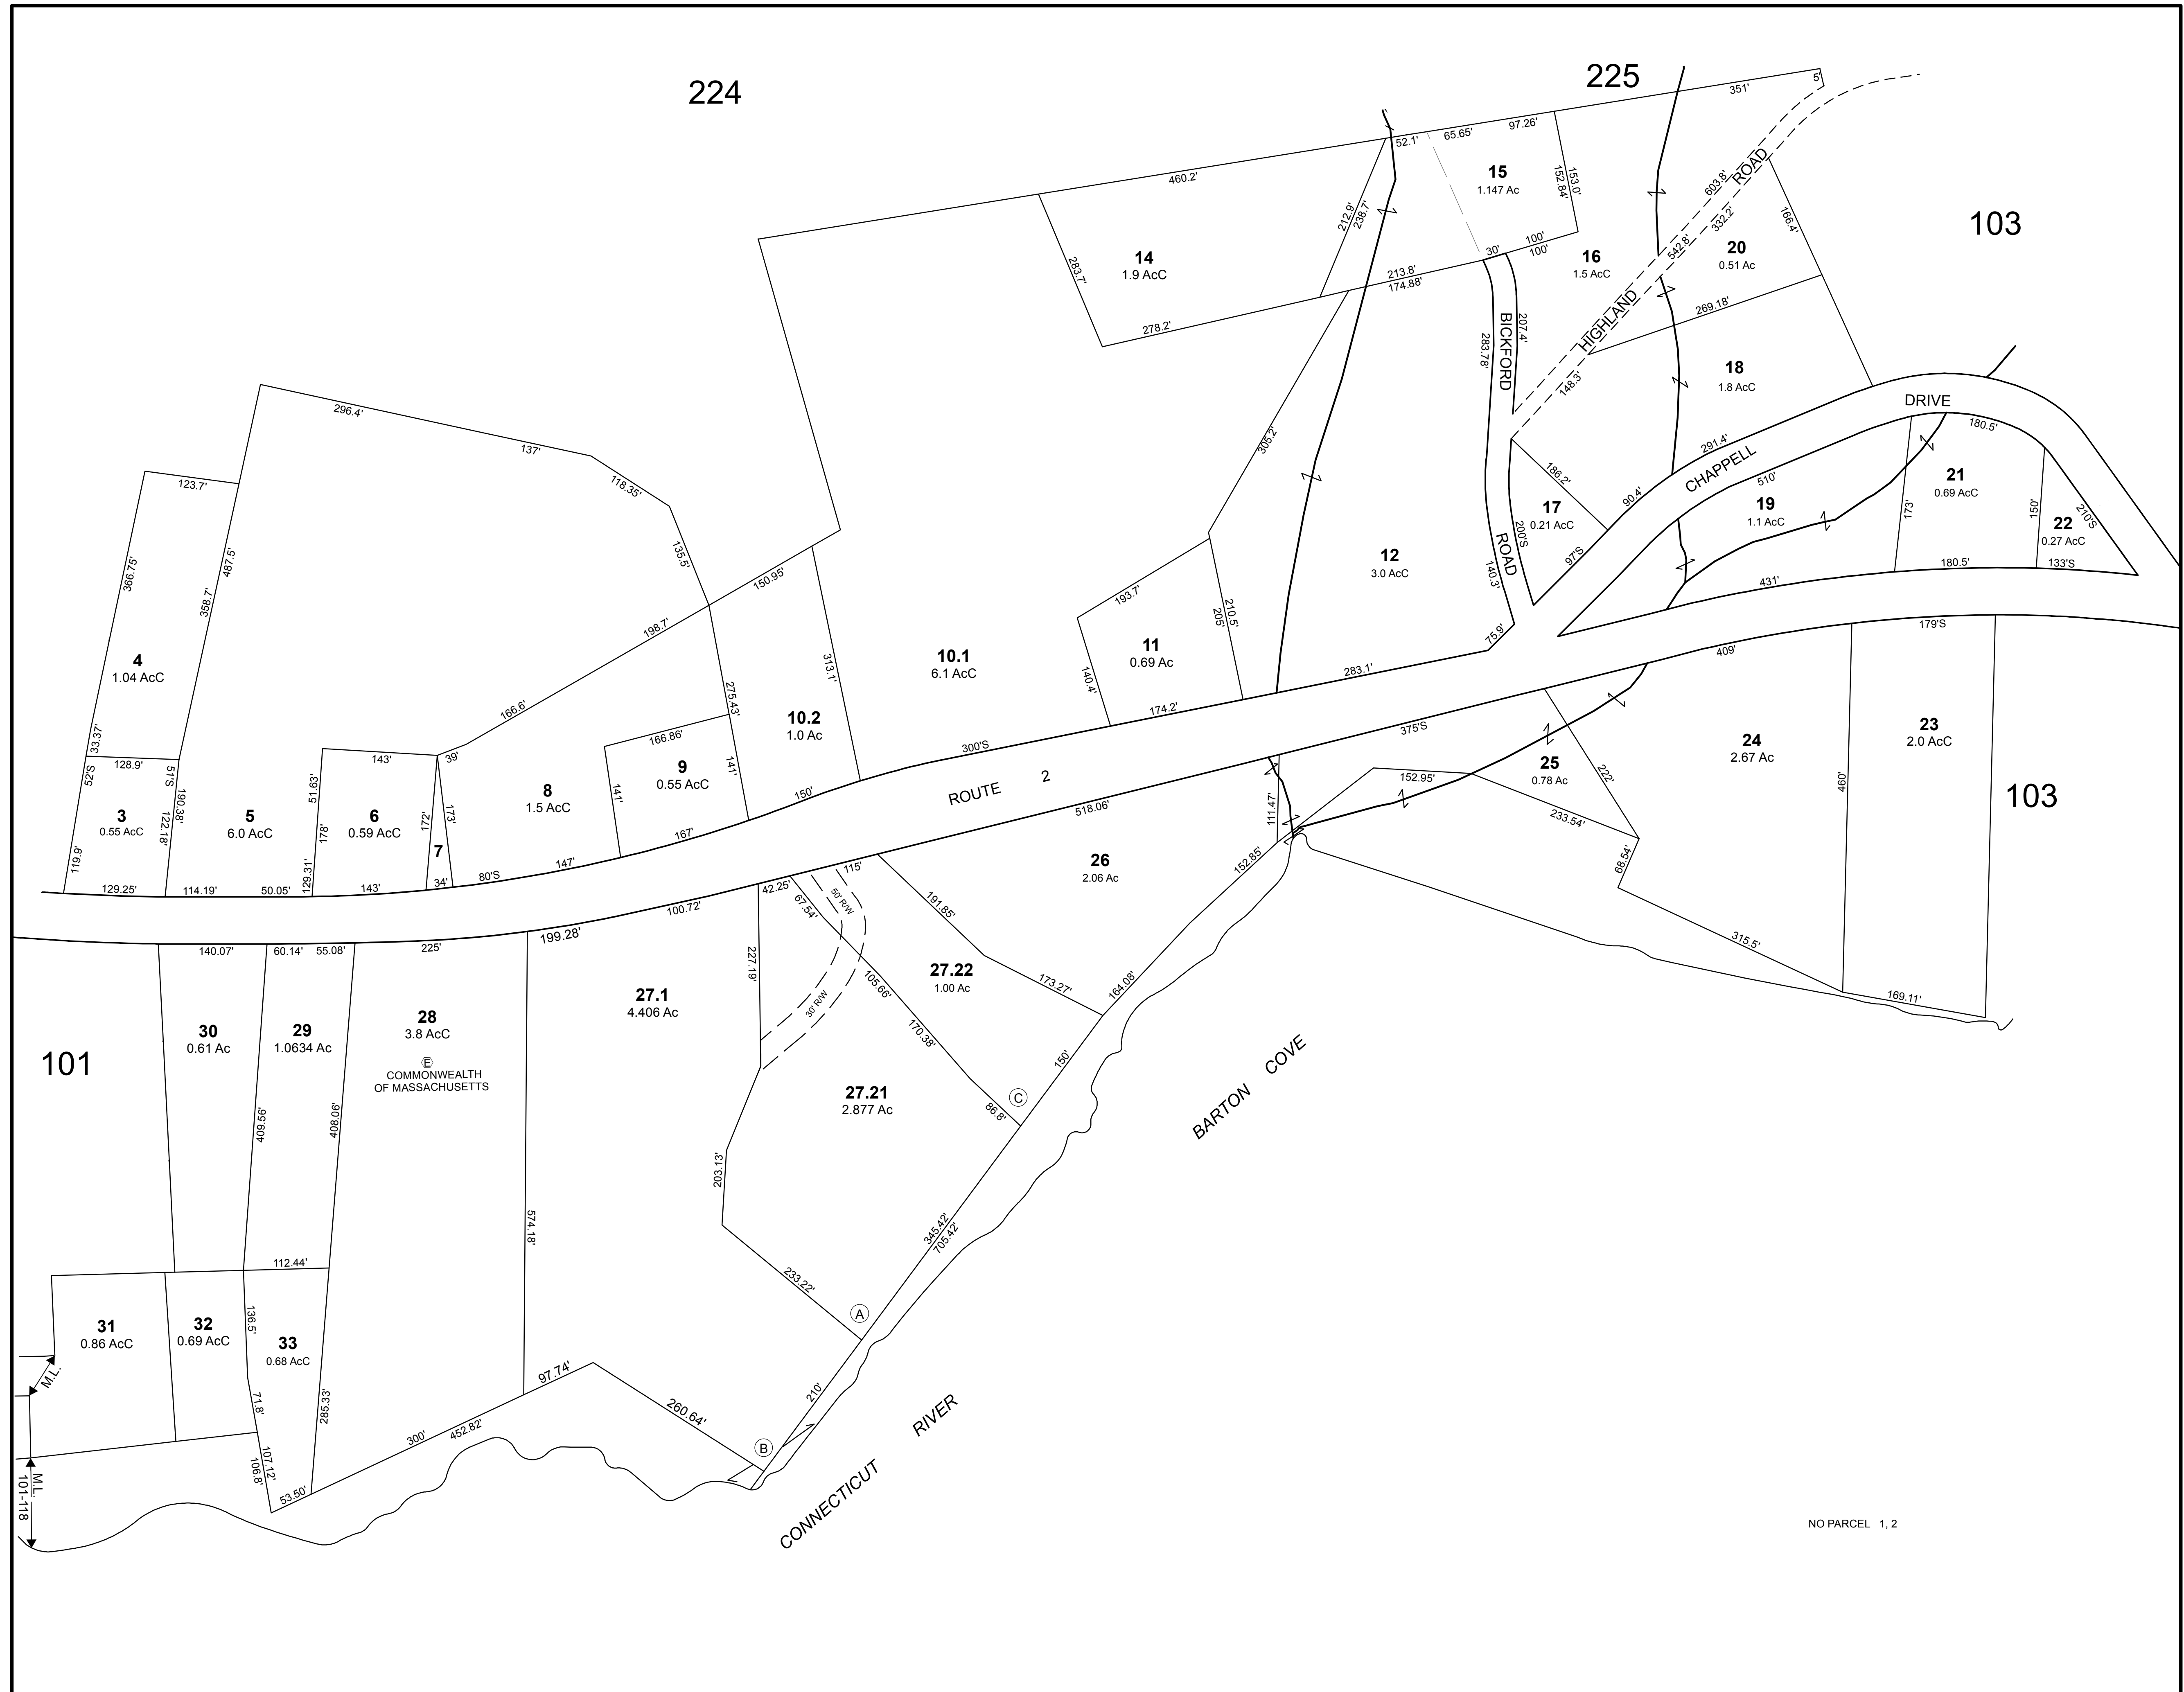 224
225
103
351'
5'
52.1'
65.65'
97.26'
460.2'
15
1.147 Ac
153.0'
152.84'
603.8'
ROAD
332.2'
166.4'
212.9'
238.7'
14
1.9 AcC
283.7'
278.2'
213.8'
174.88'
30'
100'
100'
16
1.5 AcC
542.8'
20
0.51 Ac
HIGHLAND
269.18'
148.3'
BICKFORD
207.4'
283.78'
18
1.8 AcC
DRIVE
180.5'
296.4'
137'
118.35'
135.5'
123.7'
366.75'
487.5'
358.7'
305.2'
186.2'
291.4'
90.4'
CHAPPELL
510'
17
0.21 AcC
200'S
97'S
ROAD
140.3'
75.9'
19
1.1 AcC
173'
21
0.69 AcC
150'
22
0.27 AcC
210'S
431'
180.5'
133'S
12
3.0 AcC
150.95'
198.7'
166.6'
313.1'
193.7'
210.5'
205'
11
0.69 Ac
140.4'
174.2'
283.1'
10.1
6.1 AcC
10.2
1.0 Ac
275.43'
141'
4
1.04 AcC
33.37'
128.9'
52'S
51'S
190.38'
122.18'
3
0.55 AcC
119.9'
129.25'
5
6.0 AcC
114.19'
50.05'
143'
51.63'
178'
129.31'
6
0.59 AcC
143'
172'
173'
39'
7
34'
80'S
8
1.5 AcC
147'
166.86'
141'
9
0.55 AcC
167'
150'
300'S
ROUTE 2
518.06'
375'S
409'
179'S
23
2.0 AcC
24
2.67 Ac
460'
103
25
0.78 Ac
222'
152.95'
233.54'
68.54'
315.5'
169.11'
111.47'
152.85'
26
2.06 Ac
115'
42.25'
67.54'
50' R/W
191.85'
173.27'
164.08'
27.22
1.00 Ac
105.66'
170.38'
86.8'
150'
C
100.72'
199.28'
225'
227.19'
30' R/W
27.1
4.406 Ac
27.21
2.877 Ac
203.13'
233.22'
345.42'
705.42'
A
210'
B
140.07'
60.14'
55.08'
101
30
0.61 Ac
29
1.0634 Ac
28
3.8 AcC
E
COMMONWEALTH
OF MASSACHUSETTS
409.56'
408.06'
574.18'
112.44'
31
0.86 AcC
32
0.69 AcC
33
0.68 AcC
136.5'
71.8'
107.12'
106.8'
285.33'
53.50'
300'
452.82'
97.74'
260.64'
M.L.
M.L.
101-118
BARTON COVE
CONNECTICUT RIVER
NO PARCEL 1, 2